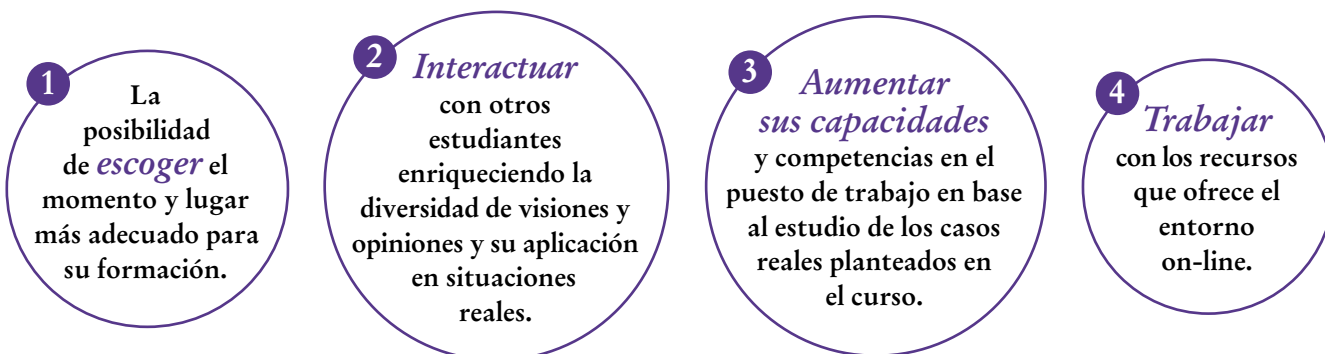 1
La
posibilidad
de escoger el
momento y lugar
más adecuado para
su formación.
2
Interactuar
con otros
estudiantes
enriqueciendo la
diversidad de visiones y
opiniones y su aplicación
en situaciones
reales.
3
Aumentar
sus capacidades
y competencias en el
puesto de trabajo en base
al estudio de los casos
reales planteados en
el curso.
4
Trabajar
con los recursos
que ofrece el
entorno
on-line.